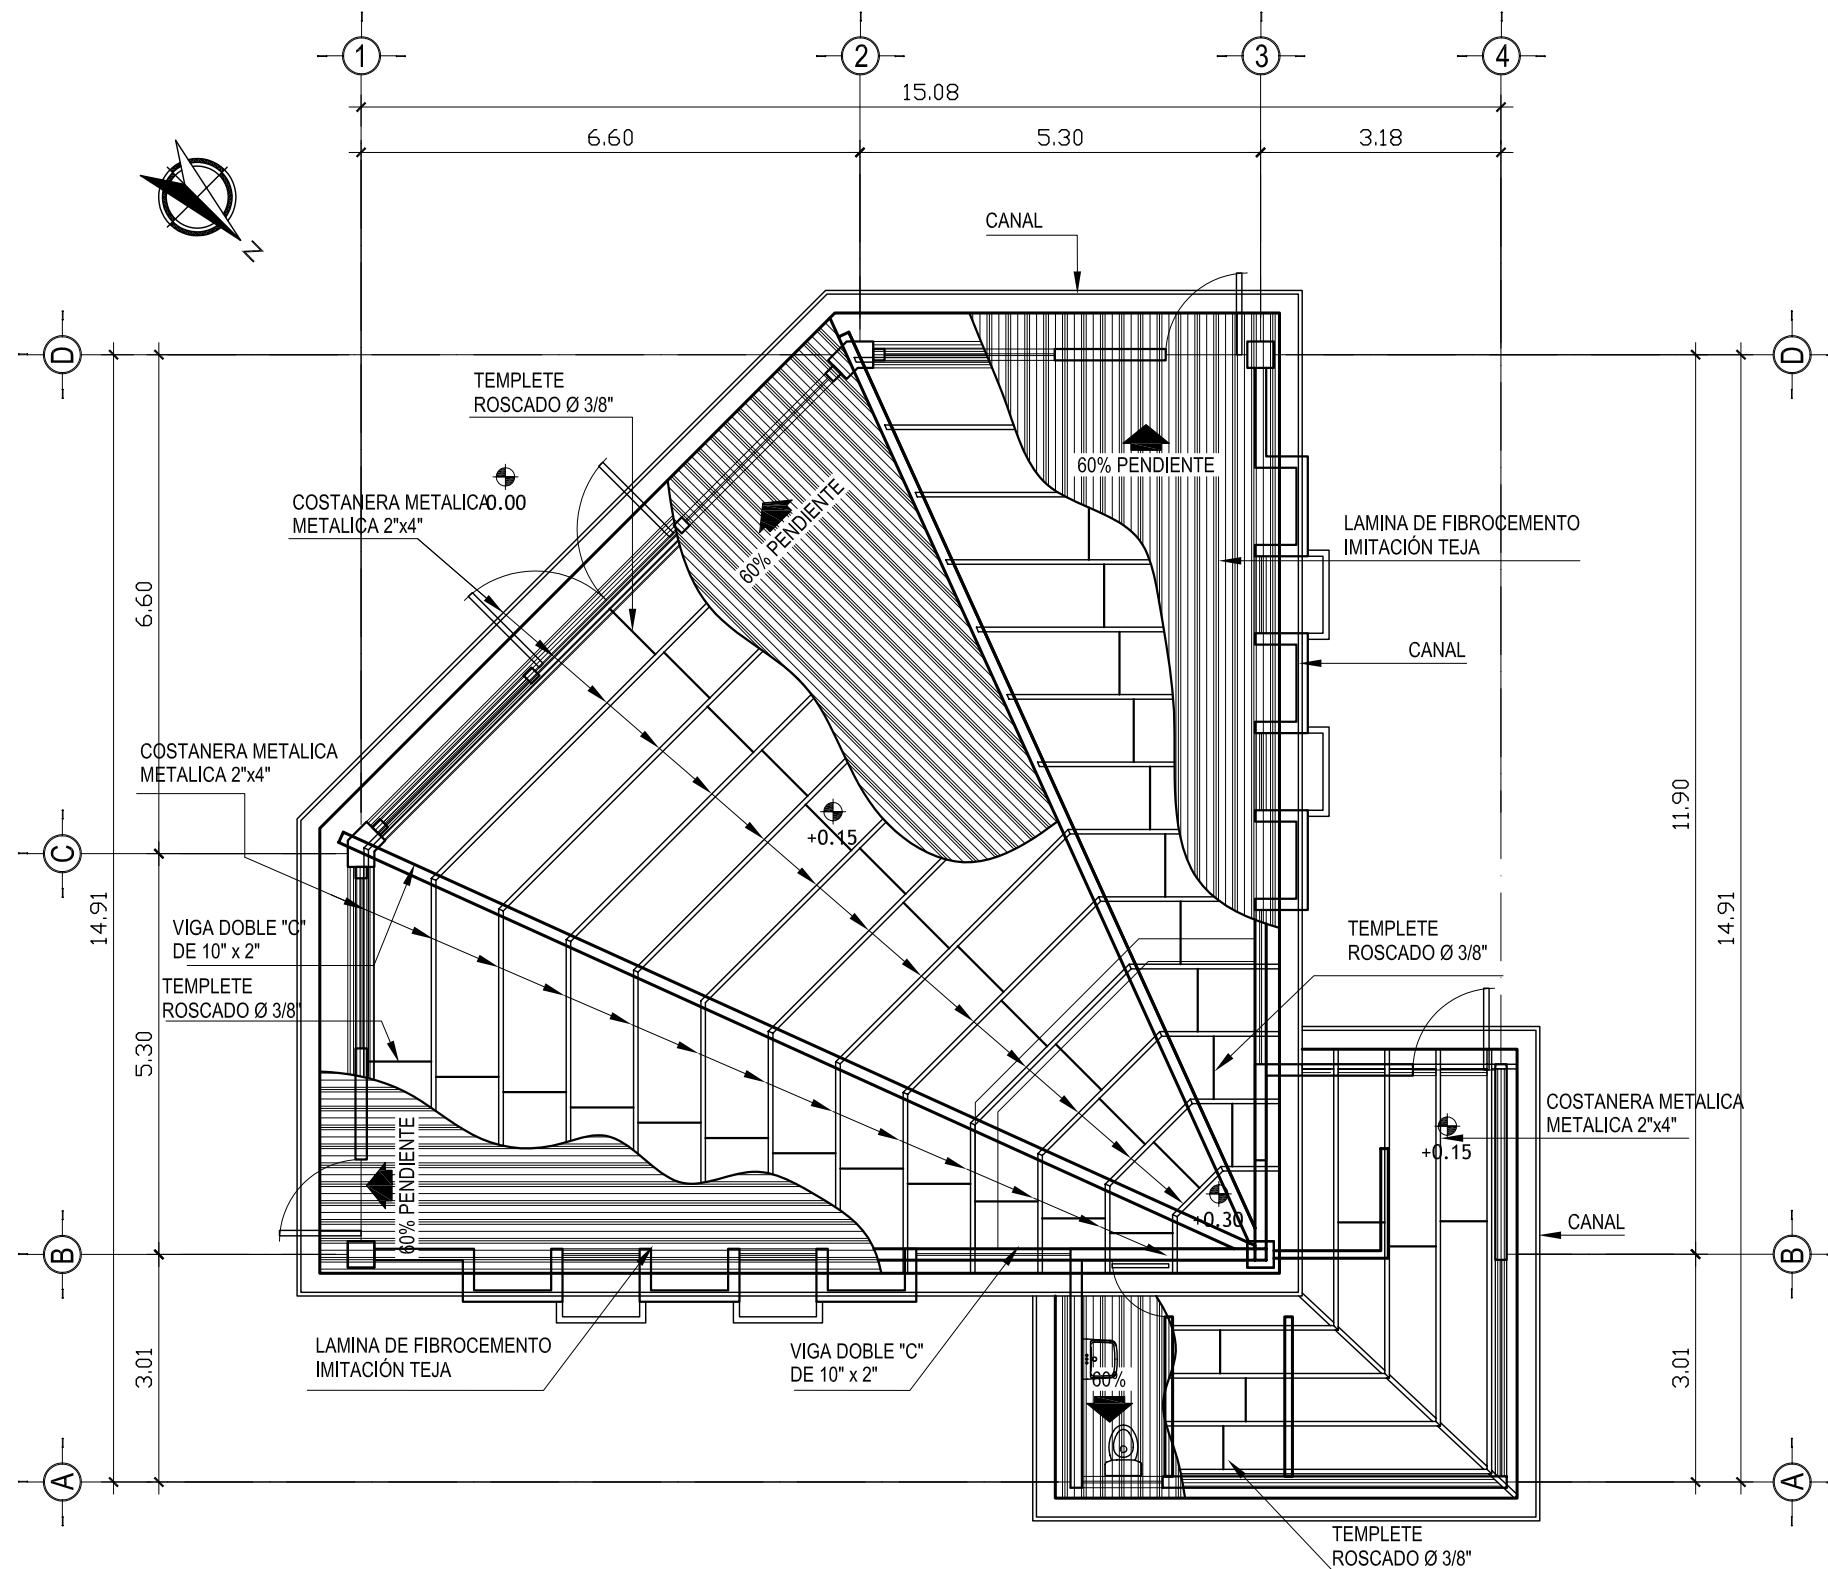 1
2
3
4
15.08
6.60
5.30
3.18
N
CANAL
D
D
TEMPLETE
ROSCADO Ø 3/8"
60% PENDIENTE
COSTANERA METALICA
METALICA 2"x4"
0.00
60% PENDIENTE
LAMINA DE FIBROCEMENTO
IMITACIÓN TEJA
6.60
CANAL
COSTANERA METALICA
METALICA 2"x4"
11.90
+0.15
C
C
14.91
VIGA DOBLE "C"
DE 10" x 2"
TEMPLETE
ROSCADO Ø 3/8"
14.91
TEMPLETE
ROSCADO Ø 3/8"
5.30
COSTANERA METALICA
METALICA 2"x4"
+0.15
60% PENDIENTE
+0.30
CANAL
B
B
LAMINA DE FIBROCEMENTO
IMITACIÓN TEJA
VIGA DOBLE "C"
DE 10" x 2"
60%
3.01
3.01
A
A
TEMPLETE
ROSCADO Ø 3/8"